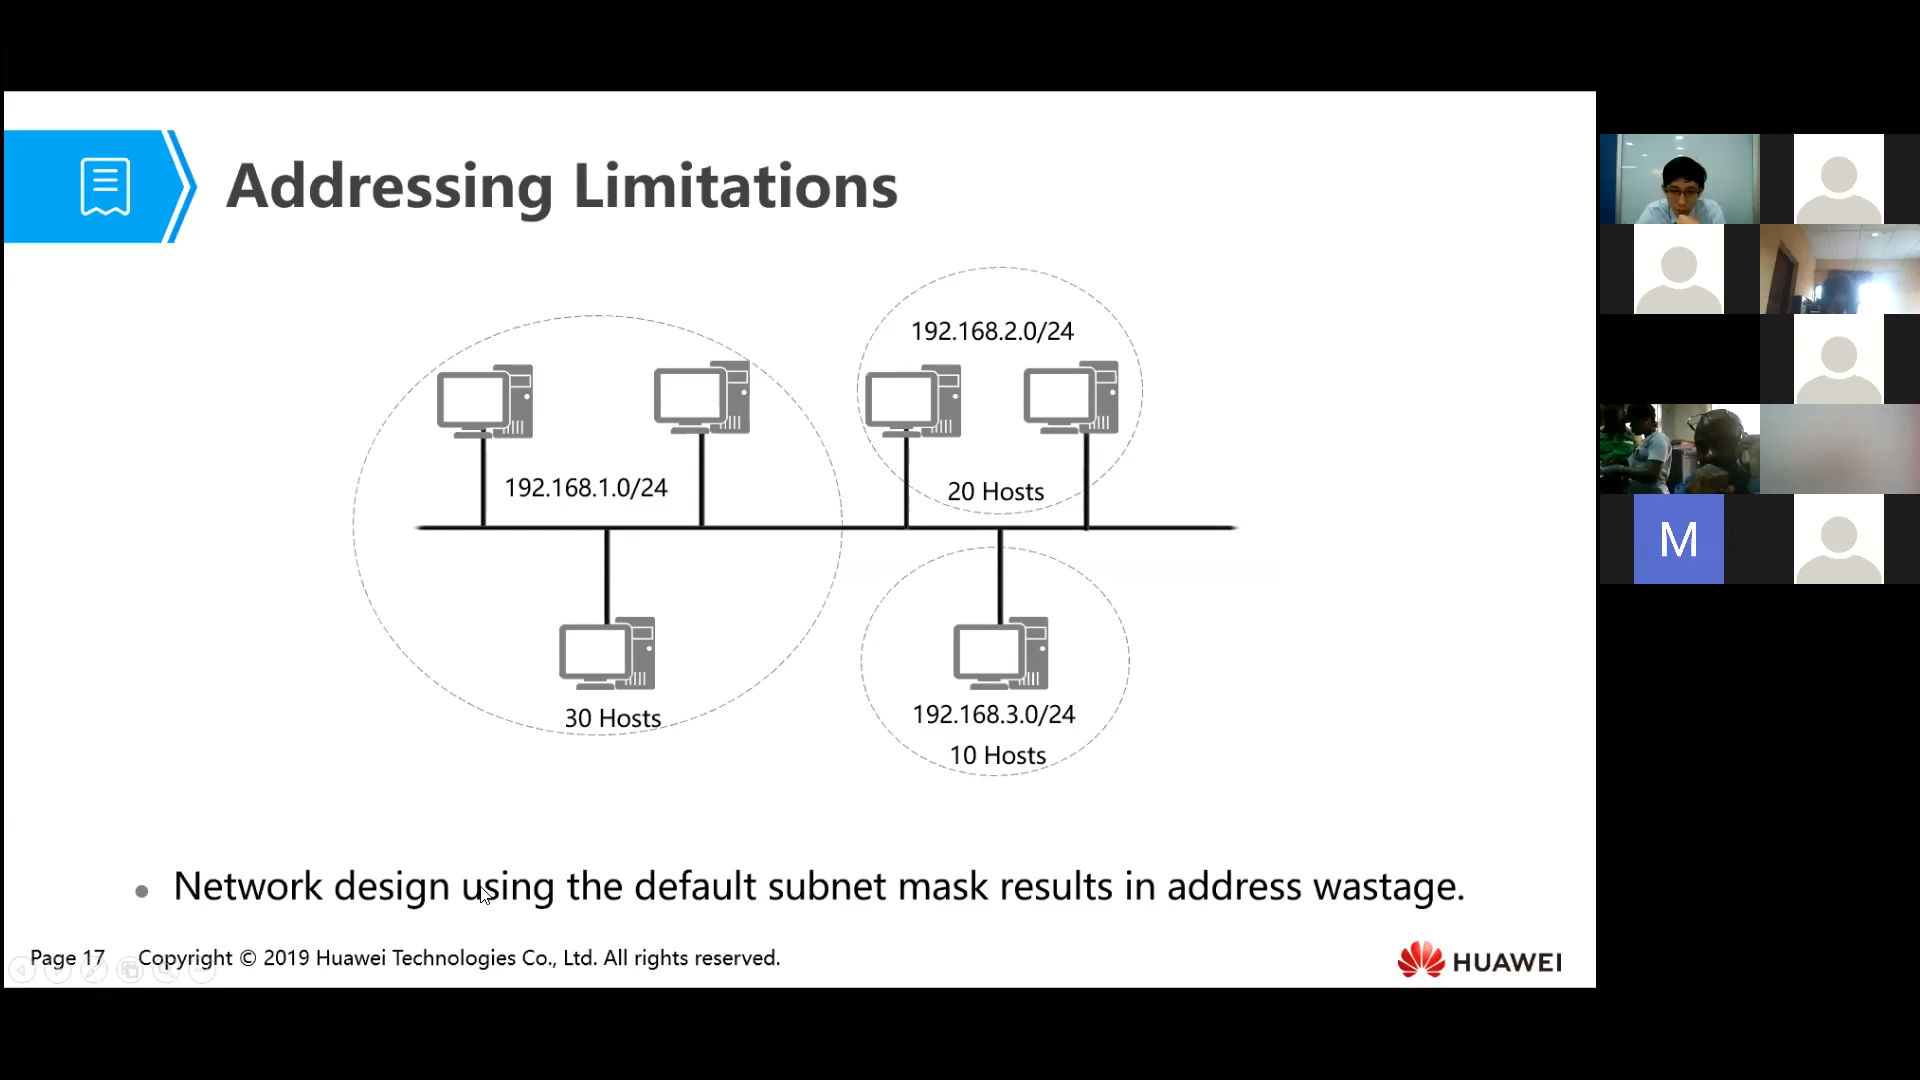 Addressing Limitations
192.168.2.0/24
192.168.1.0/24
20 Hosts
30 Hosts
192.168.3.0/24
10 Hosts
Network design using the default subnet mask results in address wastage.
Page 17 Copyright © 2019 Huawei Technologies Co., Ltd. All rights reserved.
HUAWEI
M